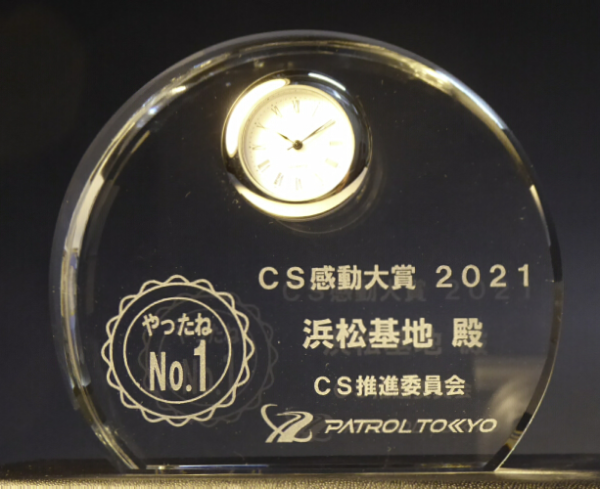 CS感動大賞 2021
やったね
No.1
浜松基地 殿
CS推進委員会
PATROL TOKYO